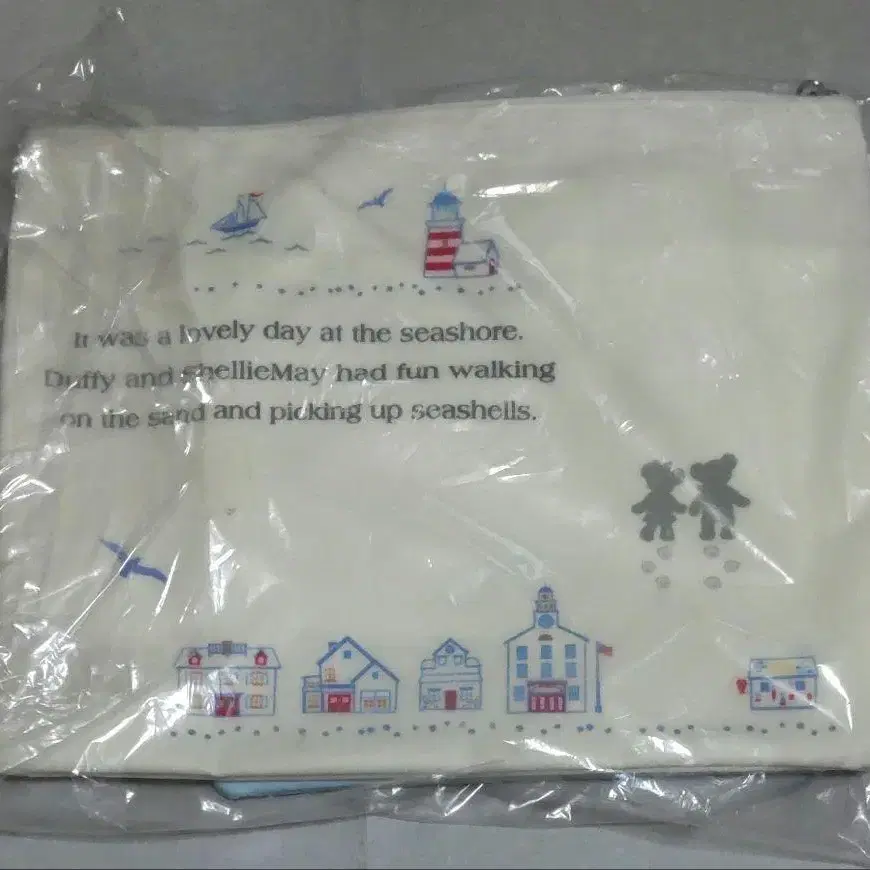 It was a lovely day at the seashore.
Duffy and ShellieMay had fun walking
on the sand and picking up seashells.